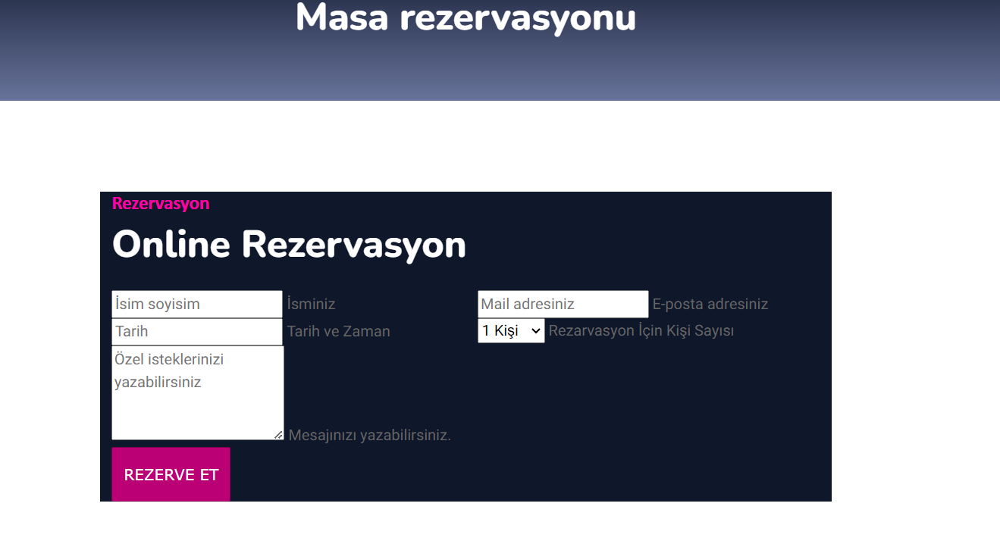 Masa rezervasyonu
Rezervasyon
Online Rezervasyon
İsim soyisim İsminiz Mail adresiniz E-posta adresiniz
Tarih Tarih ve Zaman 1 Kişi Rezarvasyon İçin Kişi Sayısı
Özel isteklerinizi
yazabilirsiniz
Mesajınızı yazabilirsiniz.
REZERVE ET